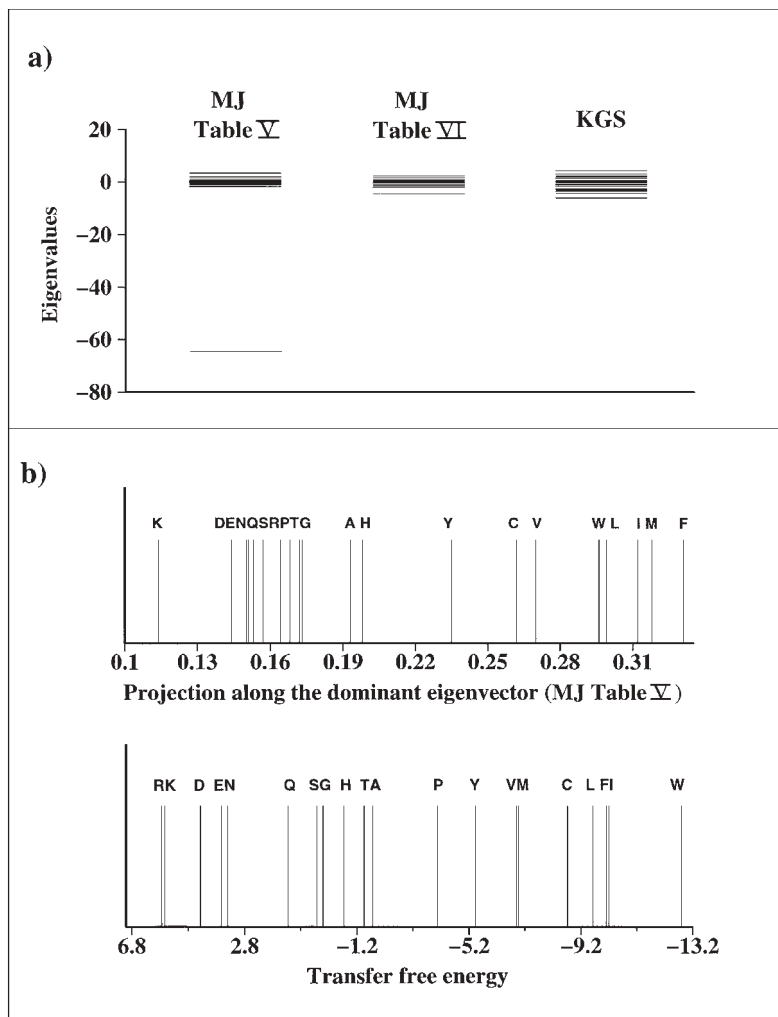 a)
MJ
Table V
MJ
Table VI
KGS
20
0
−20
−40
−60
−80
Eigenvalues
b)
K DENQSRPTG A H Y C V W L I M F
0.1 0.13 0.16 0.19 0.22 0.26 0.28 0.31
Projection along the dominant eigenvector (MJ Table V)
RK D EN Q SG H TA P Y VM C L FI W
6.8 2.8 −1.2 −5.2 −9.2 −13.2
Transfer free energy